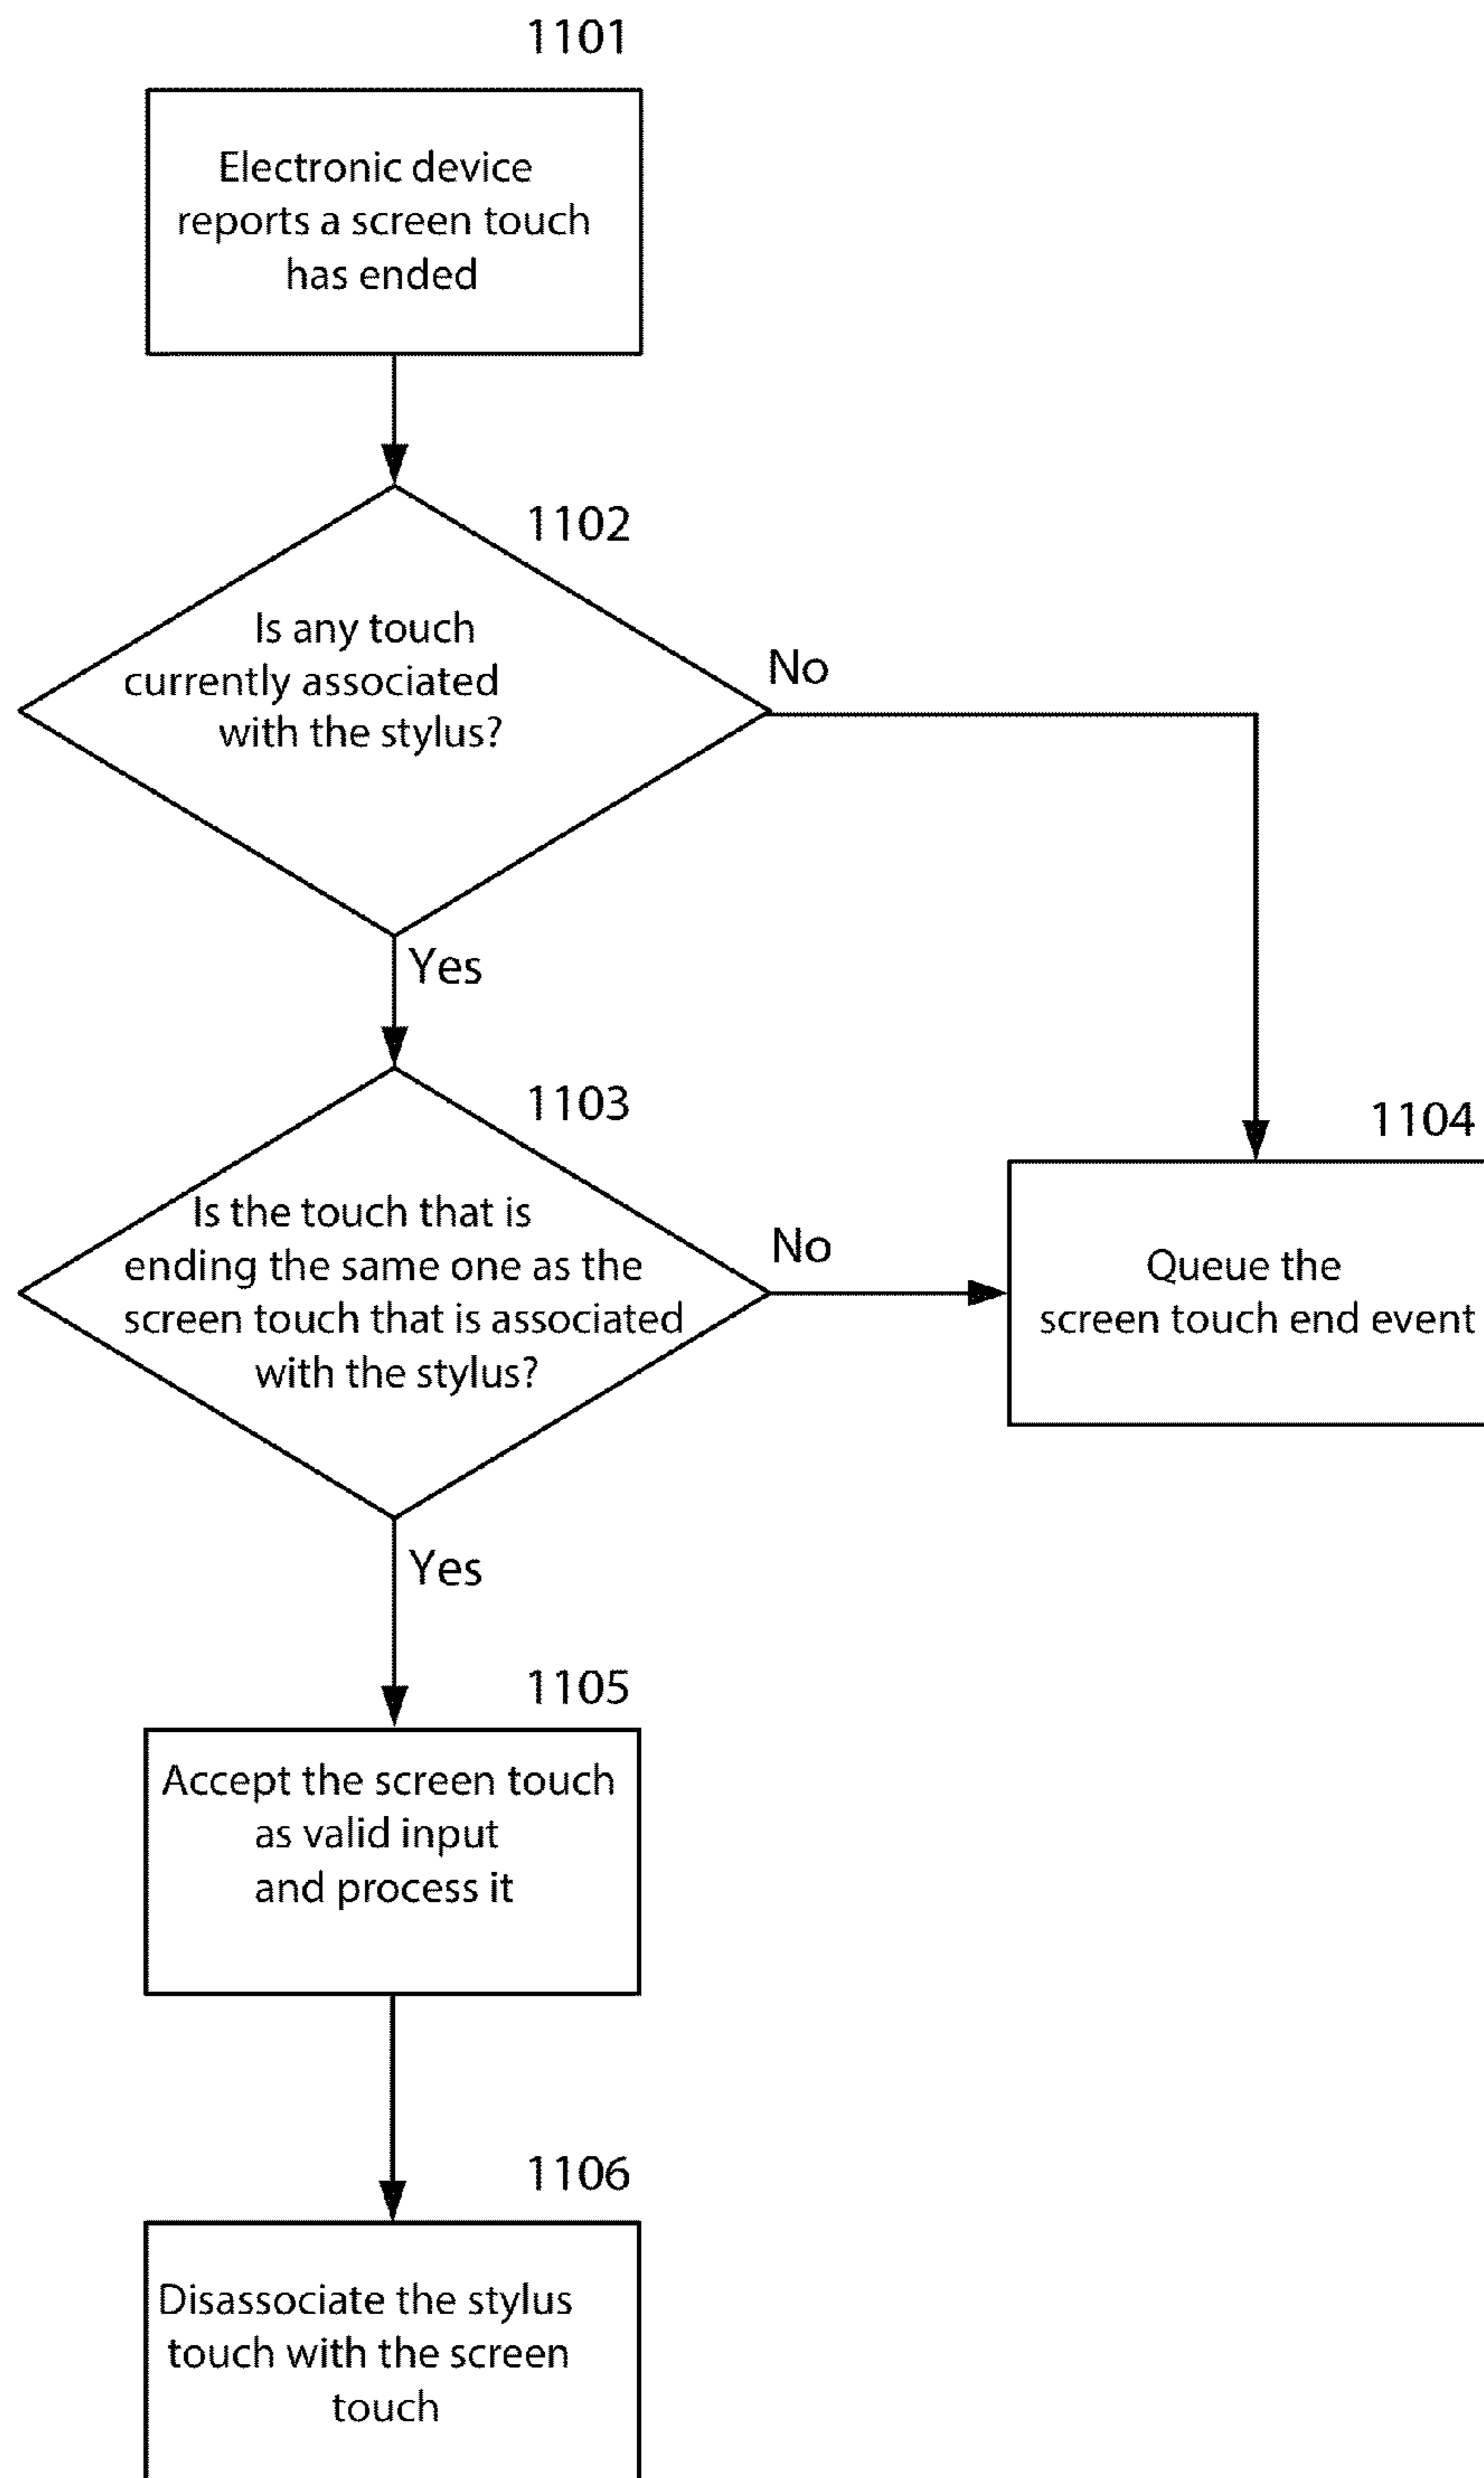 1101
Electronic device
reports a screen touch
has ended
1102
Is any touch
currently associated
with the stylus?
No
Yes
1103
Is the touch that is
ending the same one as the
screen touch that is associated
with the stylus?
No
1104
Queue the
screen touch end event
Yes
1105
Accept the screen touch
as valid input
and process it
1106
Disassociate the stylus
touch with the screen
touch